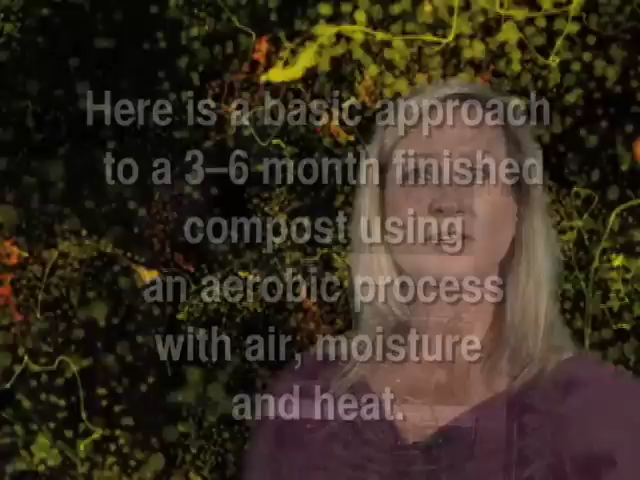 Here is a basic approach
to a 3–6 month finished
compost using
an aerobic process
with air, moisture
and heat.